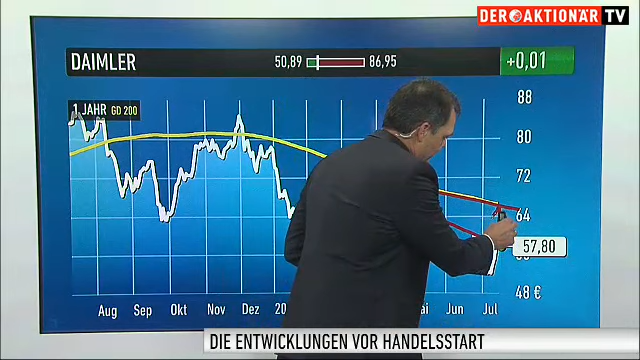 DER AKTIONÄR TV
DAIMLER 50,89 86,95 +0,01
1 JAHR GD 200
88
80
72
64
57,80
48 €
Aug Sep Okt Nov Dez 20 Jun Jul
DIE ENTWICKLUNGEN VOR HANDELSSTART